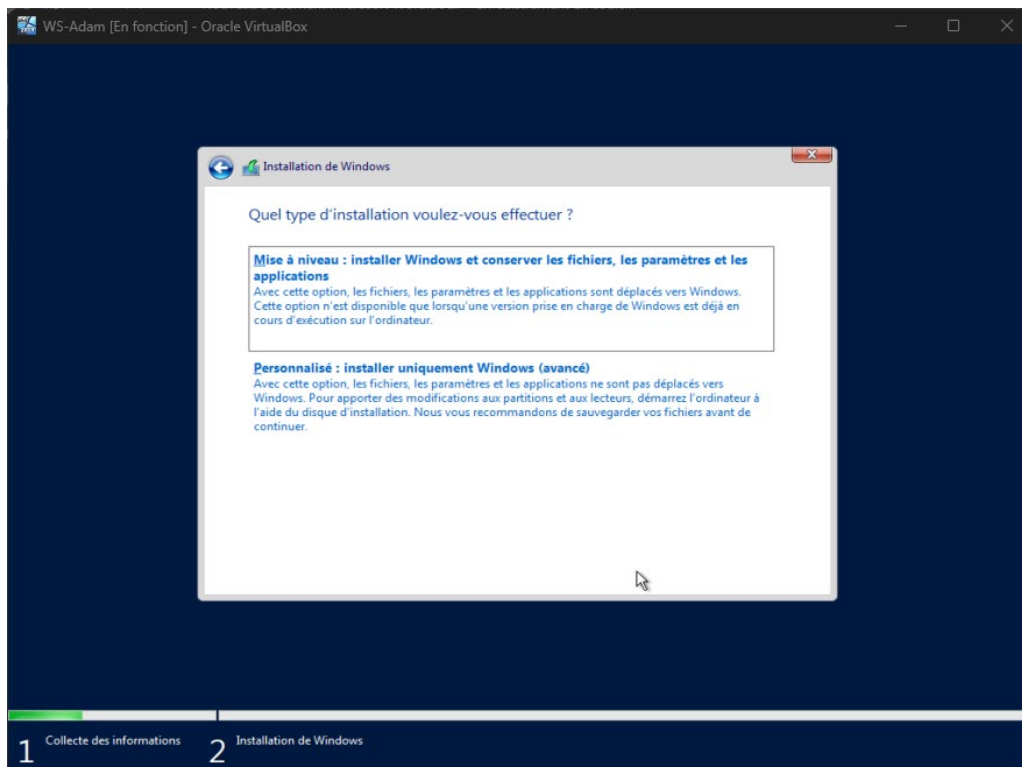 WS-Adam [En fonction] - Oracle VirtualBox
Installation de Windows
Quel type d'installation voulez-vous effectuer ?
Mise à niveau : installer Windows et conserver les fichiers, les paramètres et les
applications
Avec cette option, les fichiers, les paramètres et les applications sont déplacés vers Windows.
Cette option n'est disponible que lorsqu'une version prise en charge de Windows est déjà en
cours d'exécution sur l'ordinateur.
Personnalisé : installer uniquement Windows (avancé)
Avec cette option, les fichiers, les paramètres et les applications ne sont pas déplacés vers
Windows. Pour apporter des modifications aux partitions et aux lecteurs, démarrez l'ordinateur à
l'aide du disque d'installation. Nous vous recommandons de sauvegarder vos fichiers avant de
continuer.
1 Collecte des informations 2 Installation de Windows